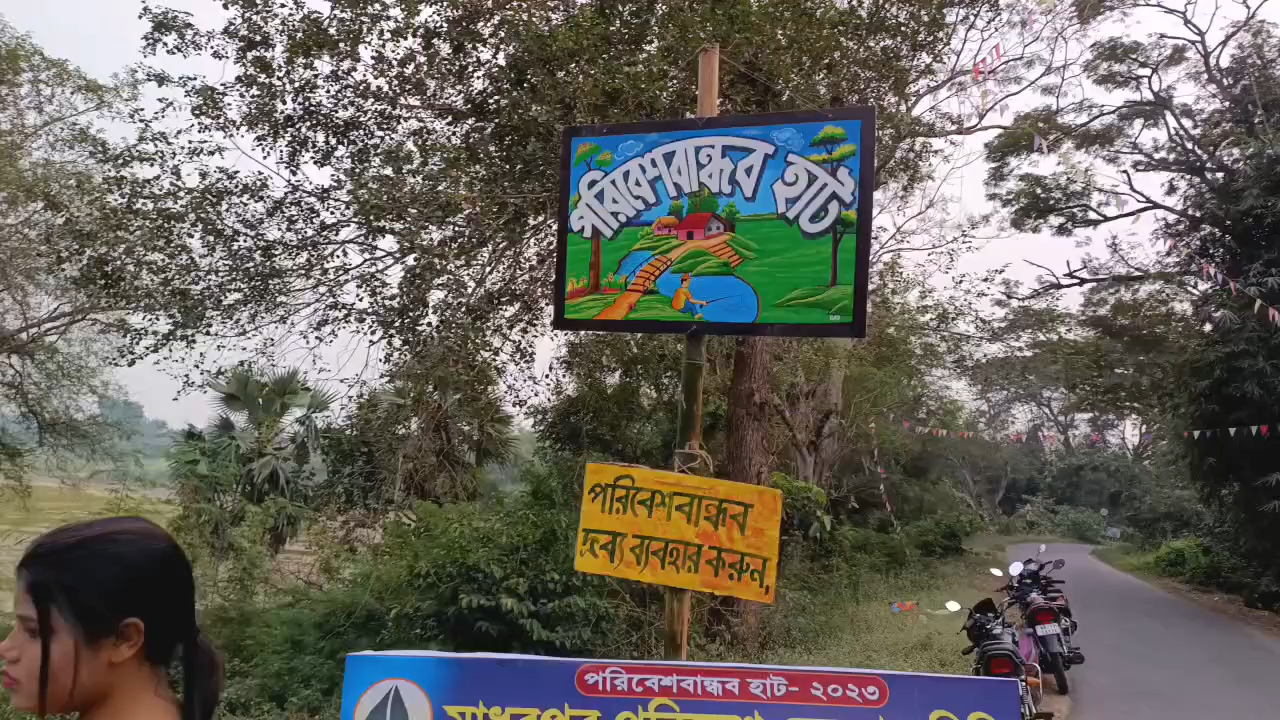 পরিবেশবান্ধব হাট
পরিবেশবান্ধব
দ্রব্য ব্যবহার করুন,
পরিবেশবান্ধব হাট- ২০২৩